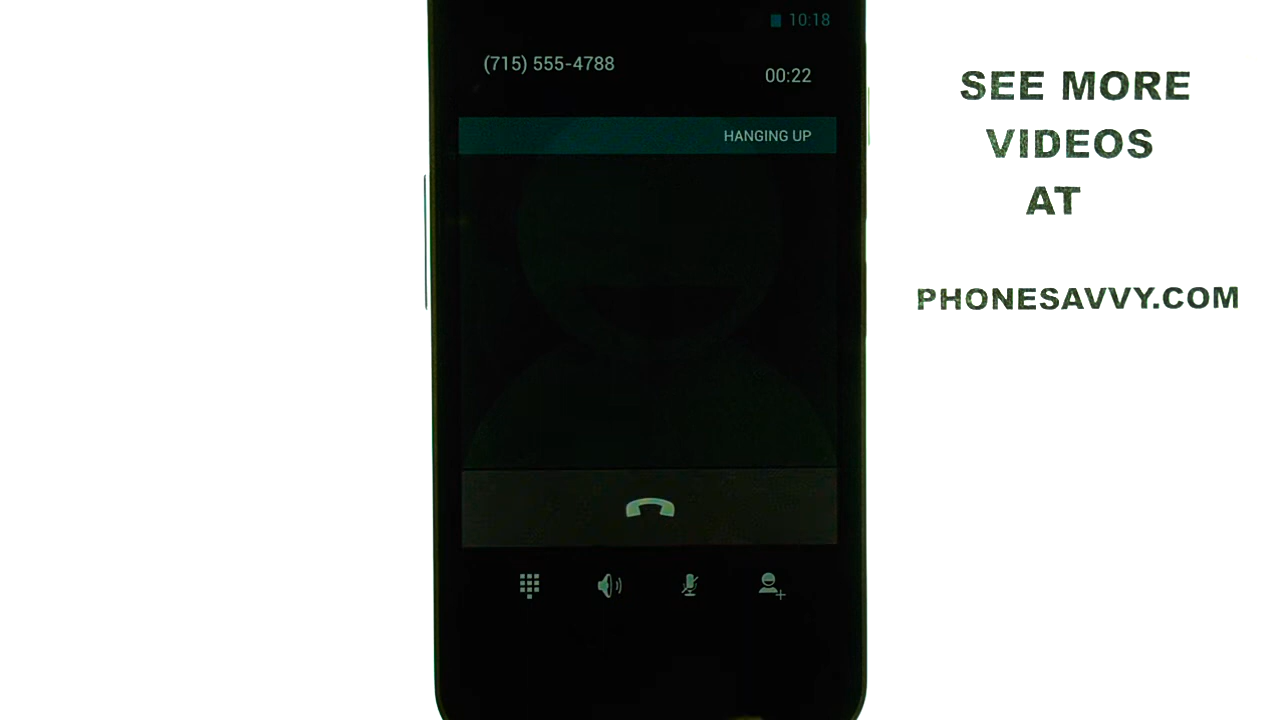 10:18
(715) 555-4788
00:22
HANGING UP
SEE MORE
VIDEOS
AT
PHONESAVVY.COM